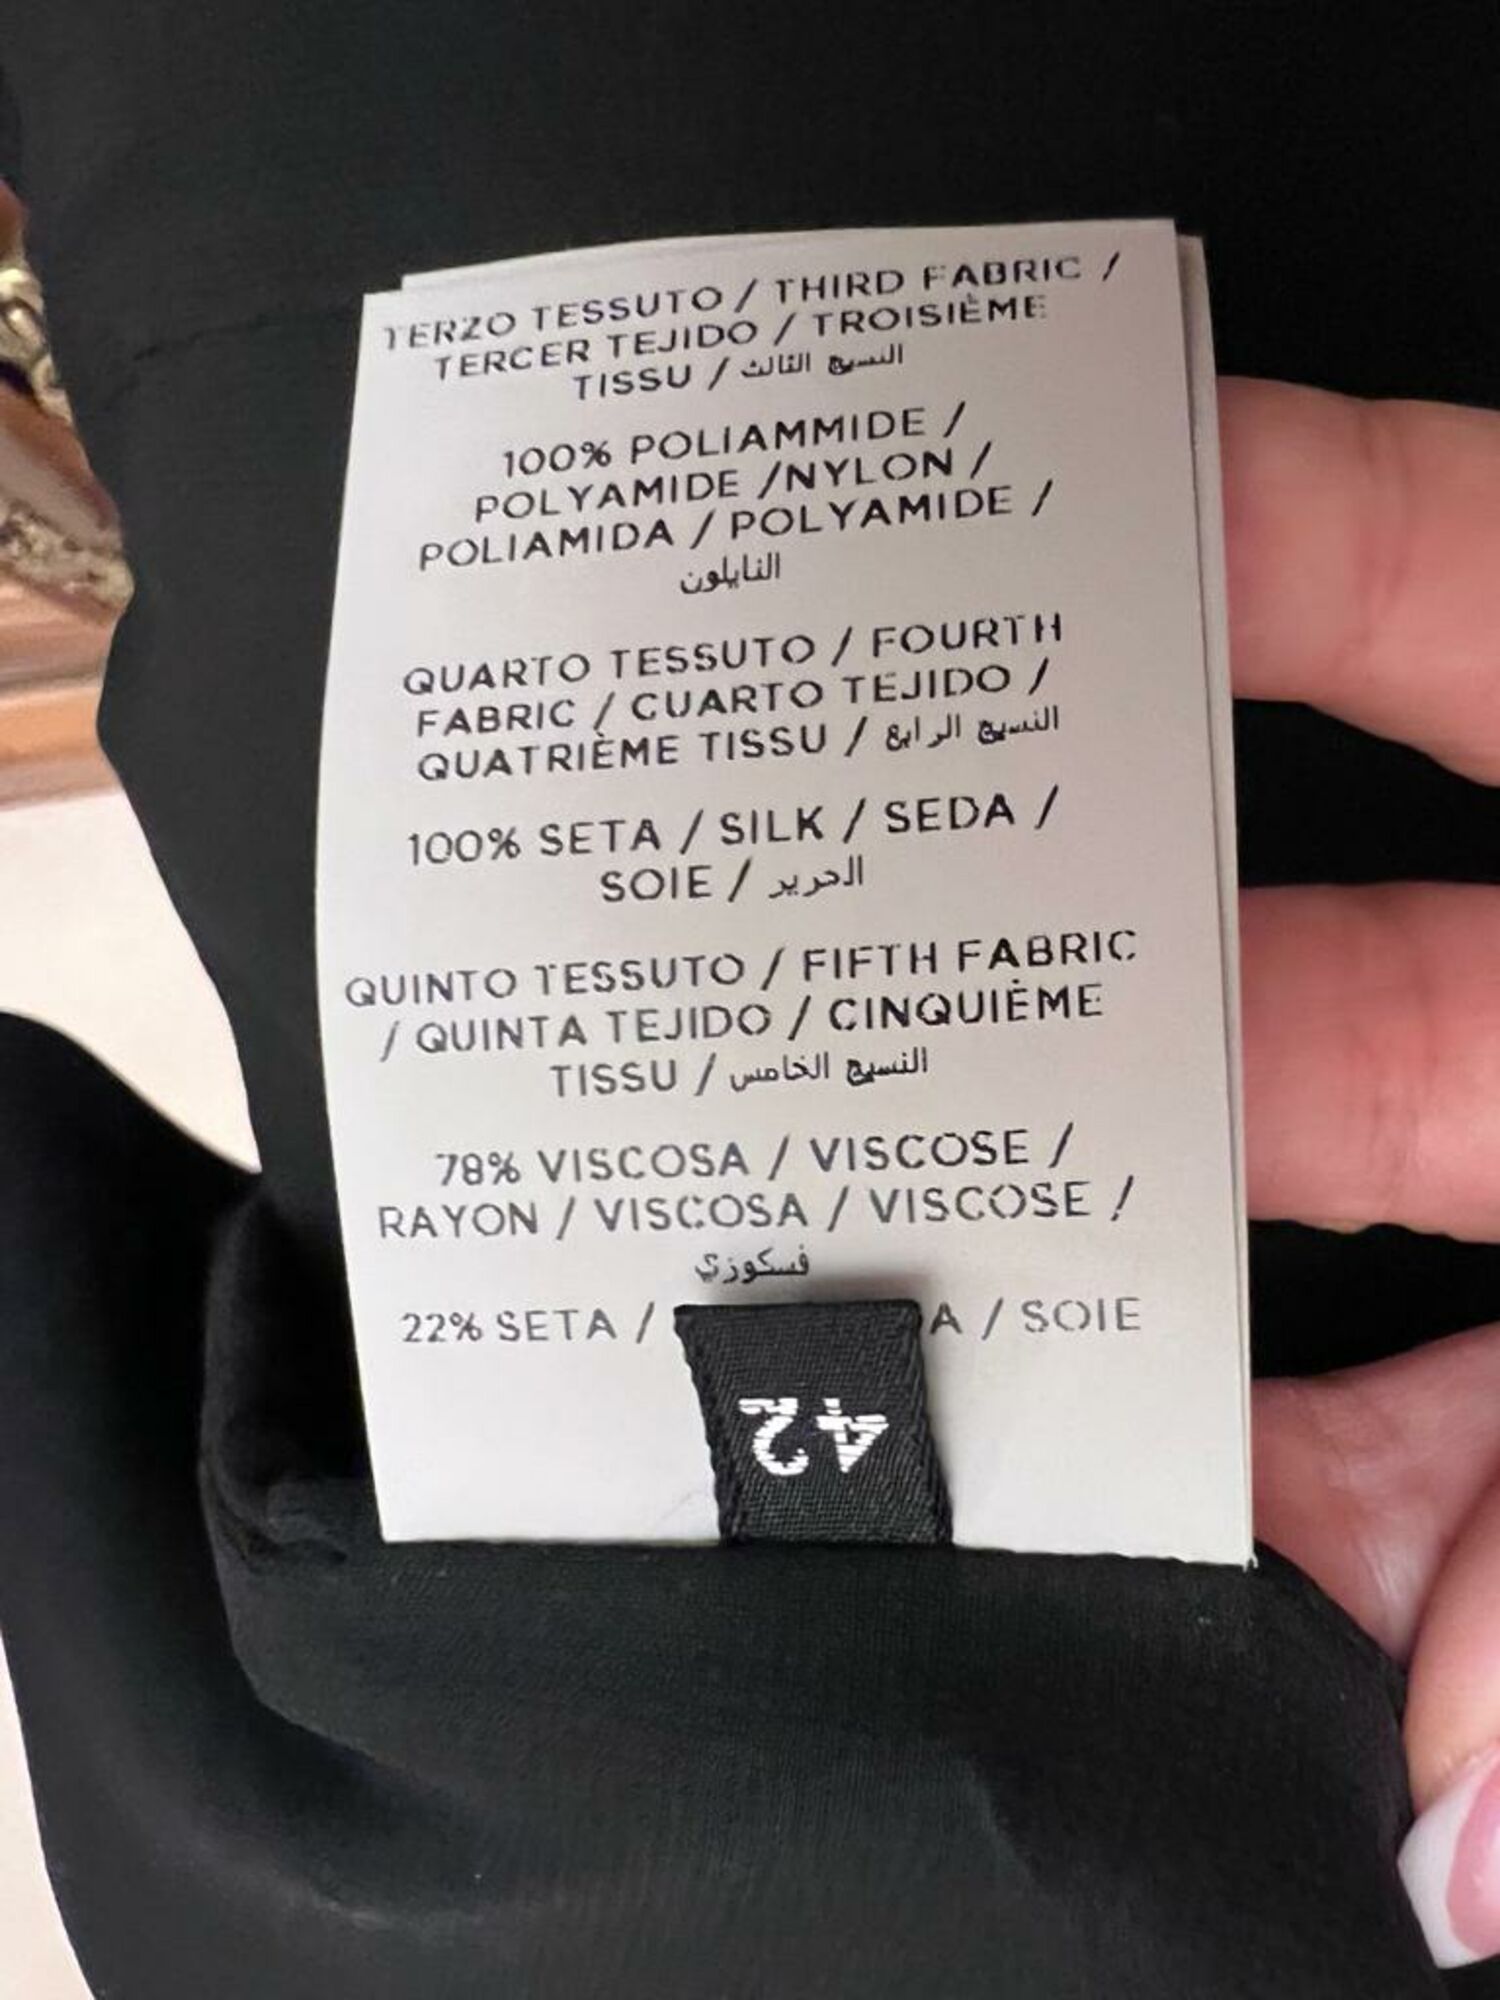 TERZO TESSUTO / THIRD FABRIC /
TERCER TEJIDO / TROISIÈME
TISSU / النسيج الثالث
100% POLIAMMIDE /
POLYAMIDE /NYLON /
POLIAMIDA / POLYAMIDE /
النايلون
QUARTO TESSUTO / FOURTH
FABRIC / CUARTO TEJIDO /
QUATRIÈME TISSU / النسيج الرابع
100% SETA / SILK / SEDA /
SOIE / الحرير
QUINTO TESSUTO / FIFTH FABRIC
/ QUINTA TEJIDO / CINQUIÈME
TISSU / النسيج الخامس
78% VISCOSA / VISCOSE /
RAYON / VISCOSA / VISCOSE /
فسكوزي
22% SETA / A / SOIE
42